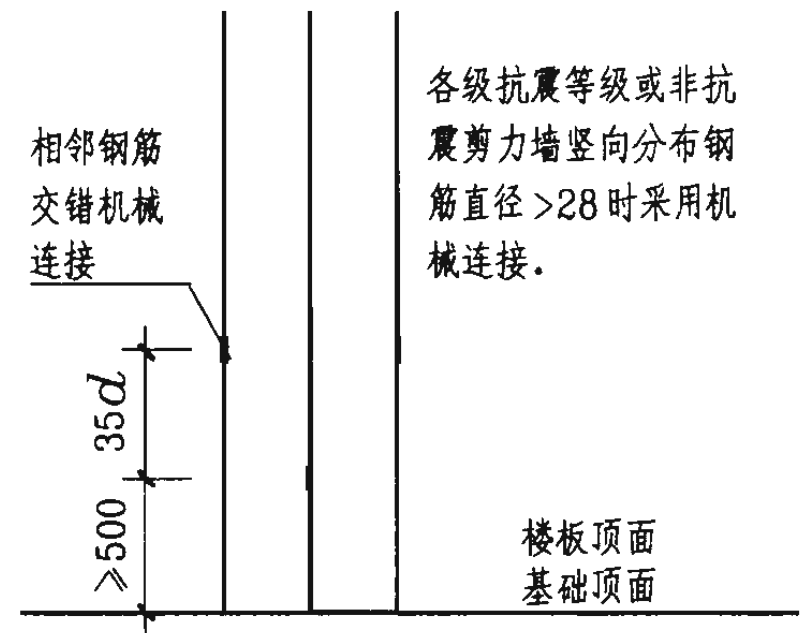 相邻钢筋
交错机械
连接
各级抗震等级或非抗
震剪力墙竖向分布钢
筋直径>28时采用机
械连接.
35d
≥500
楼板顶面
基础顶面